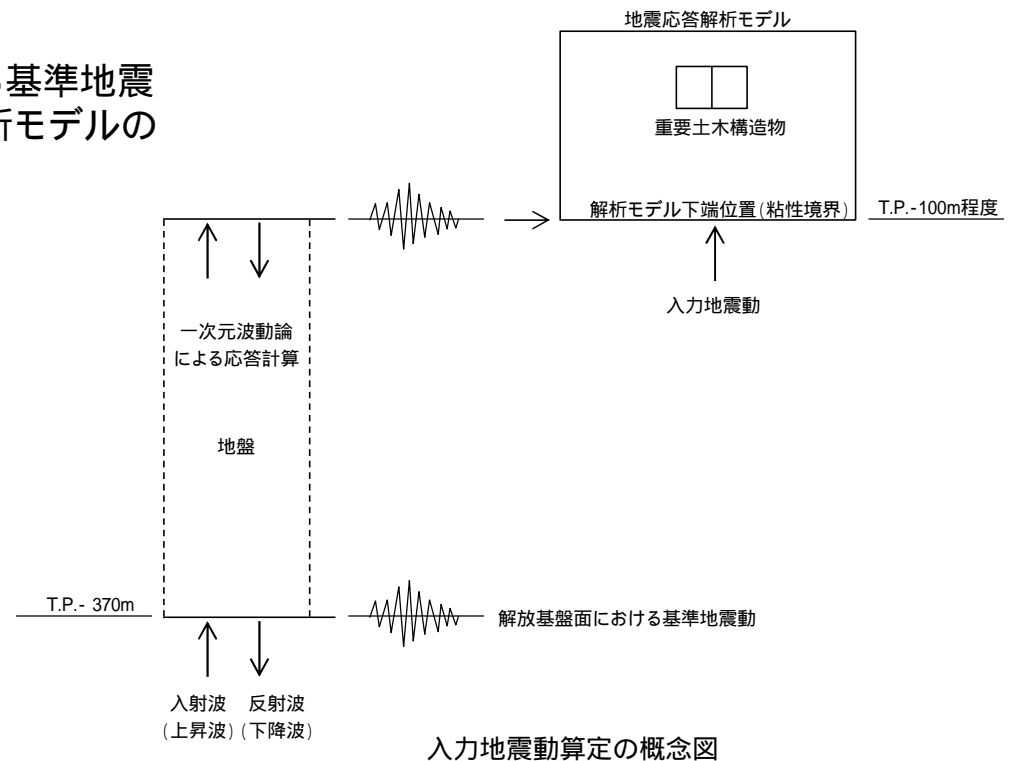 基準地震
モデルの
地震応答解析モデル
重要土木構造物
解析モデル下端位置(粘性境界)
T.P.-100m程度
入力地震動
一次元波動論
による応答計算
地盤
T.P.- 370m
解放基盤面における基準地震動
入射波 反射波
(上昇波) (下降波)
入力地震動算定の概念図